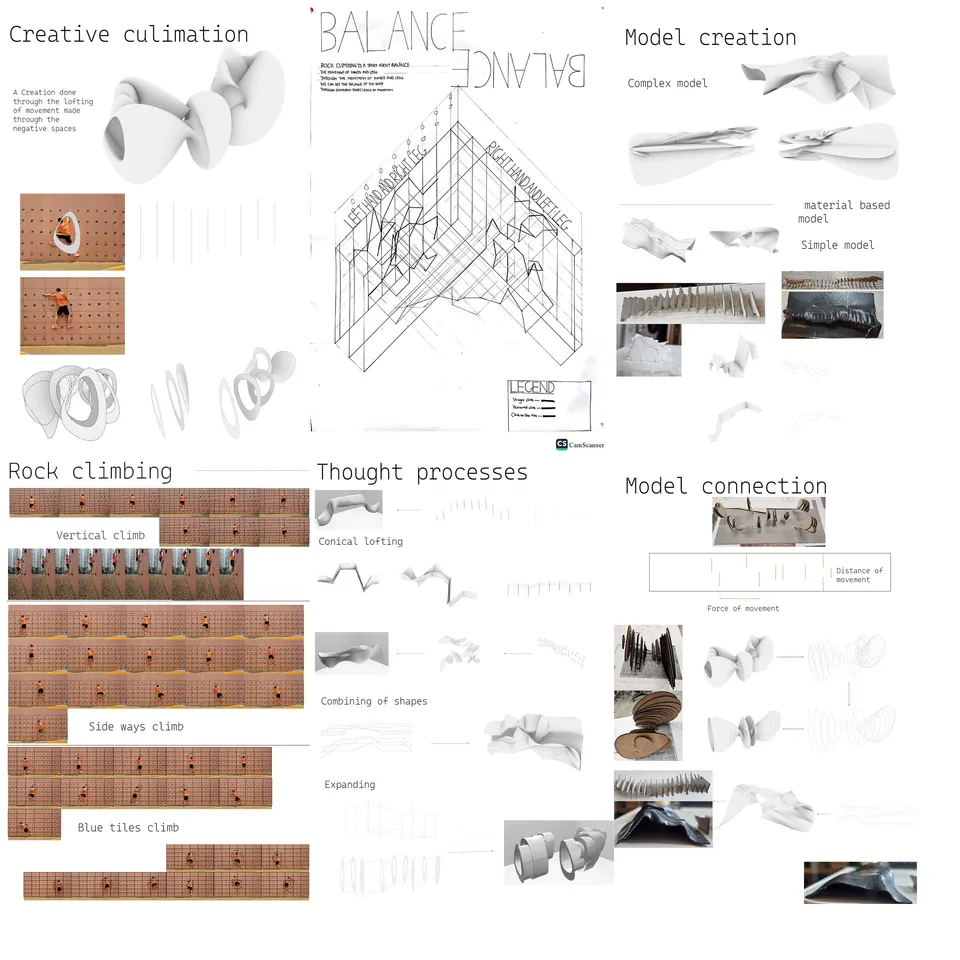 Creative culimation
A Creation done
through the lofting
of movement made
through the
negative spaces
BALANCE
BALANCE
ROCK CLIMBING IS A STORY ABOUT BALANCE
THE MOVEMENT OF HANDS AND LEGS
THROUGH THE MOVEMENT OF HANDS AND LEGS
WE CAN SEE THE BALANCE OF THE BODY
THROUGH DIFFERENT
LEFT HAND AND RIGHT LEG
RIGHT HAND AND LEFT LEG
LEGEND
CS CamScanner
Model creation
Complex model
material based
model
Simple model
Rock climbing
Vertical climb
Side ways climb
Blue tiles climb
Thought processes
Conical lofting
Combining of shapes
Expanding
Model connection
Distance of
movement
Force of movement